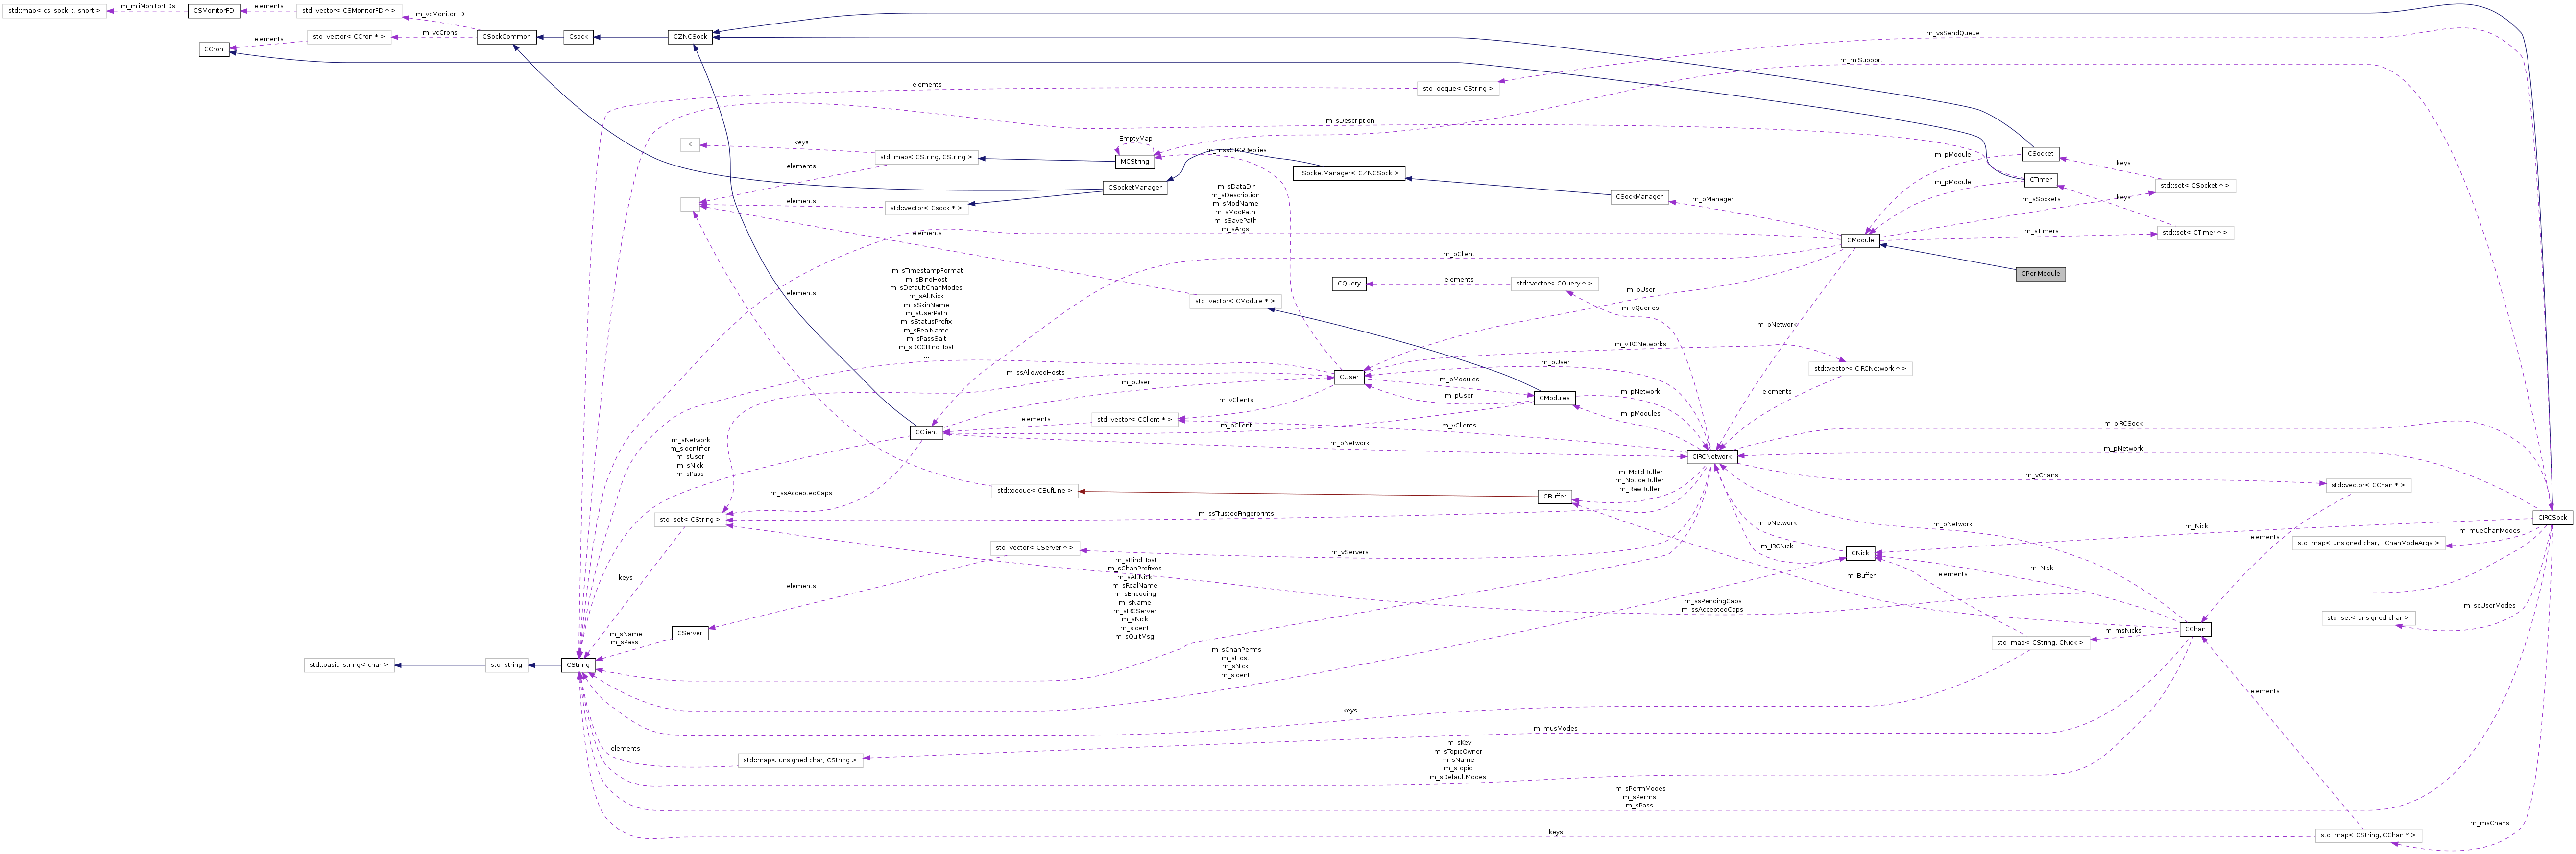 std::map< cs_sock_t, short >
m_miiMonitorFDs
CSMonitorFD
elements
std::vector< CSMonitorFD * >
m_vcMonitorFD
std::vector< CCron * >
m_vcCrons
CSockCommon
Csock
CZNCSock
elements
CCron
m_vsSendQueue
m_mISupport
elements
std::deque< CString >
m_sDescription
K
keys
std::map< CString, CString >
elements
EmptyMap
MCString
m_mssCTCPReplies
TSocketManager< CZNCSock >
CSocketManager
CSockManager
m_pManager
T
elements
std::vector< Csock * >
m_sDataDir
m_sDescription
m_sModName
m_sModPath
m_sSavePath
m_sArgs
CSocket
m_pModule
CTimer
m_pModule
keys
std::set< CSocket * >
m_sSockets
keys
std::set< CTimer * >
m_sTimers
CModule
CPerlModule
elements
m_pClient
elements
m_sTimestampFormat
m_sBindHost
m_sDefaultChanModes
m_sAltNick
m_sSkinName
m_sUserPath
m_sStatusPrefix
m_sRealName
m_sPassSalt
m_sDCCBindHost
...
std::vector< CModule * >
CQuery
elements
std::vector< CQuery * >
m_pUser
m_vQueries
m_pNetwork
m_vIRCNetworks
std::vector< CIRCNetwork * >
elements
m_ssAllowedHosts
m_pUser
CUser
m_pModules
m_pUser
m_pUser
CModules
m_pNetwork
m_pModules
m_vClients
elements
std::vector< CClient * >
m_pClient
m_vClients
CClient
m_pNetwork
CIRCNetwork
m_pIRCSock
m_pNetwork
m_vChans
std::vector< CChan * >
m_sNetwork
m_sIdentifier
m_sUser
m_sNick
m_sPass
m_ssAcceptedCaps
std::deque< CBufLine >
CBuffer
m_MotdBuffer
m_NoticeBuffer
m_RawBuffer
std::set< CString >
m_ssTrustedFingerprints
m_pNetwork
m_pNetwork
m_Nick
CIRCSock
m_mueChanModes
std::map< unsigned char, EChanModeArgs >
elements
std::vector< CServer * >
m_vServers
m_IRCNick
CNick
m_Nick
elements
m_Buffer
keys
elements
m_sBindHost
m_sChanPrefixes
m_sAltNick
m_sRealName
m_sEncoding
m_sName
m_sIRCServer
m_sNick
m_sIdent
m_sQuitMsg
...
m_ssPendingCaps
m_ssAcceptedCaps
m_scUserModes
std::set< unsigned char >
CServer
m_sName
m_sPass
CChan
m_msNicks
std::map< CString, CNick >
std::basic_string< char >
std::string
CString
m_sChanPerms
m_sHost
m_sNick
m_sIdent
keys
elements
m_musModes
elements
std::map< unsigned char, CString >
m_sKey
m_sTopicOwner
m_sName
m_sTopic
m_sDefaultModes
m_sPermModes
m_sPerms
m_sPass
keys
m_msChans
std::map< CString, CChan * >